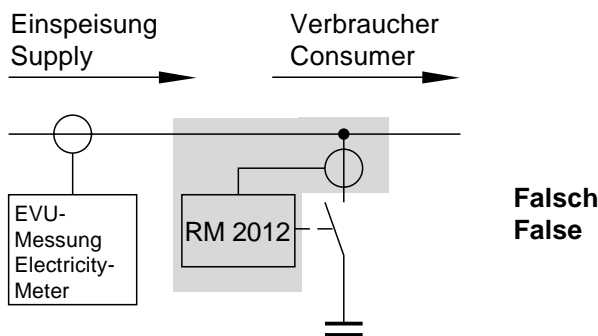 Einspeisung
Supply
Verbraucher
Consumer
EVU-
Messung
Electricity-
Meter
RM 2012
Falsch
False